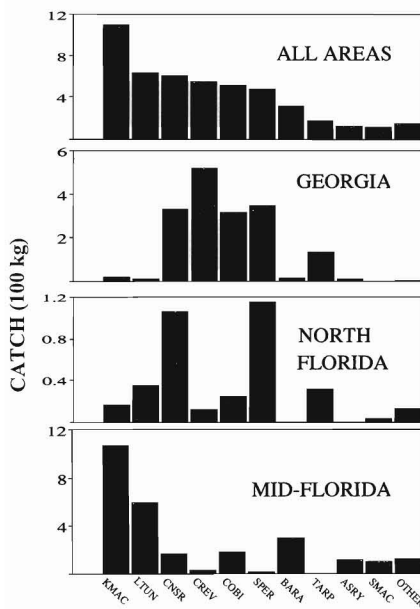 12
8
4
ALL AREAS
6
4
2
GEORGIA
CATCH (100 kg)
1.2
0.8
0.4
NORTH
FLORIDA
12
8
4
MID-FLORIDA
KMAC
LTUN
CNSR
CREV
COBI
SPER
BARA
TARP
ASRY
SMAC
OTHER